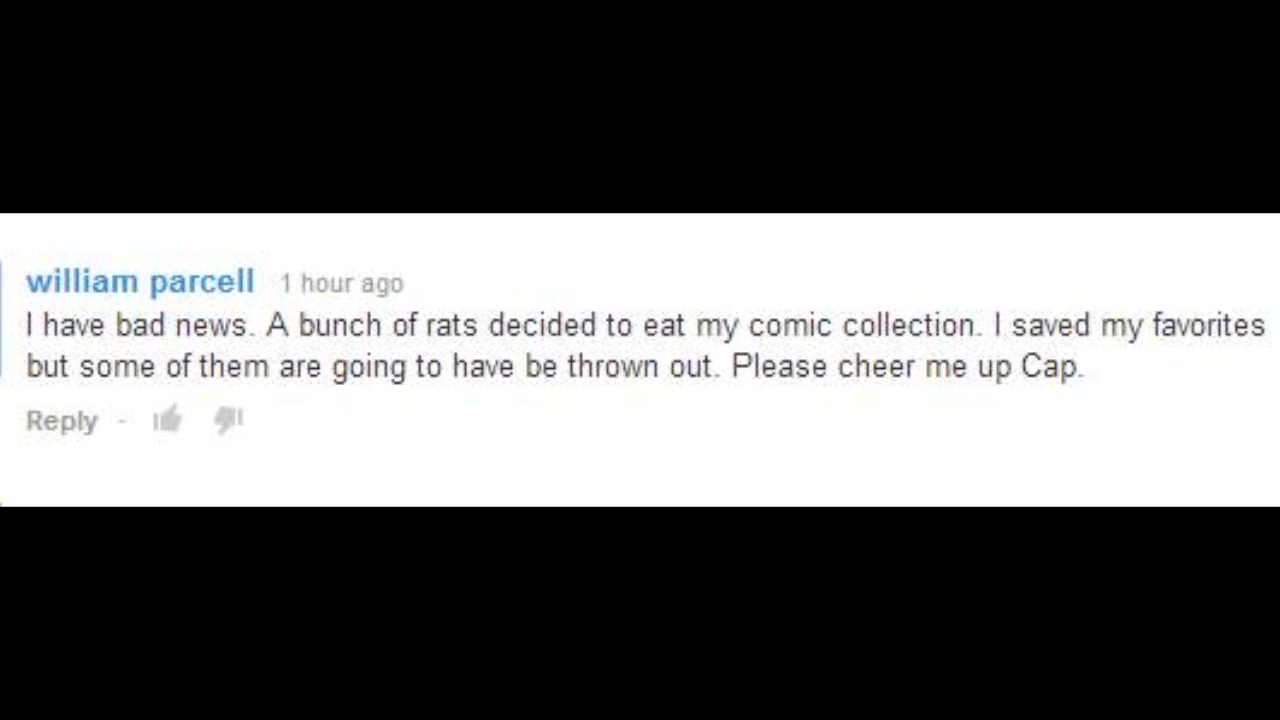 william parcell 1 hour ago
I have bad news. A bunch of rats decided to eat my comic collection. I saved my favorites
but some of them are going to have be thrown out. Please cheer me up Cap.
Reply -